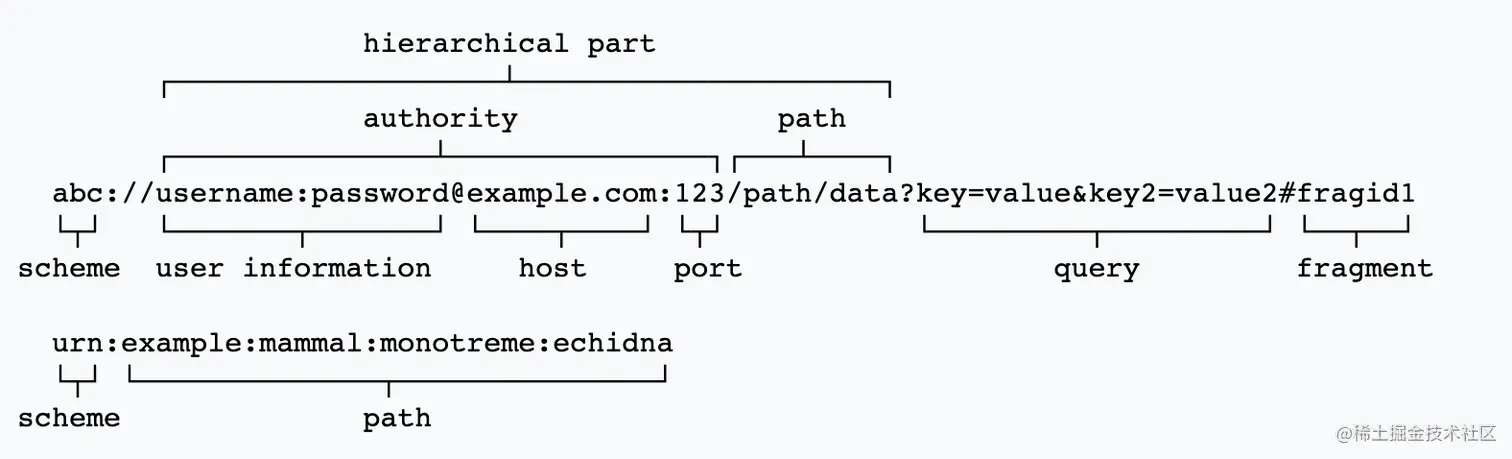 hierarchical part
authority path
abc://username:password@example.com:123/path/data?key=value&key2=value2#fragid1
scheme user information host port query fragment
urn:example:mammal:monotreme:echidna
scheme path
@稀土掘金技术社区